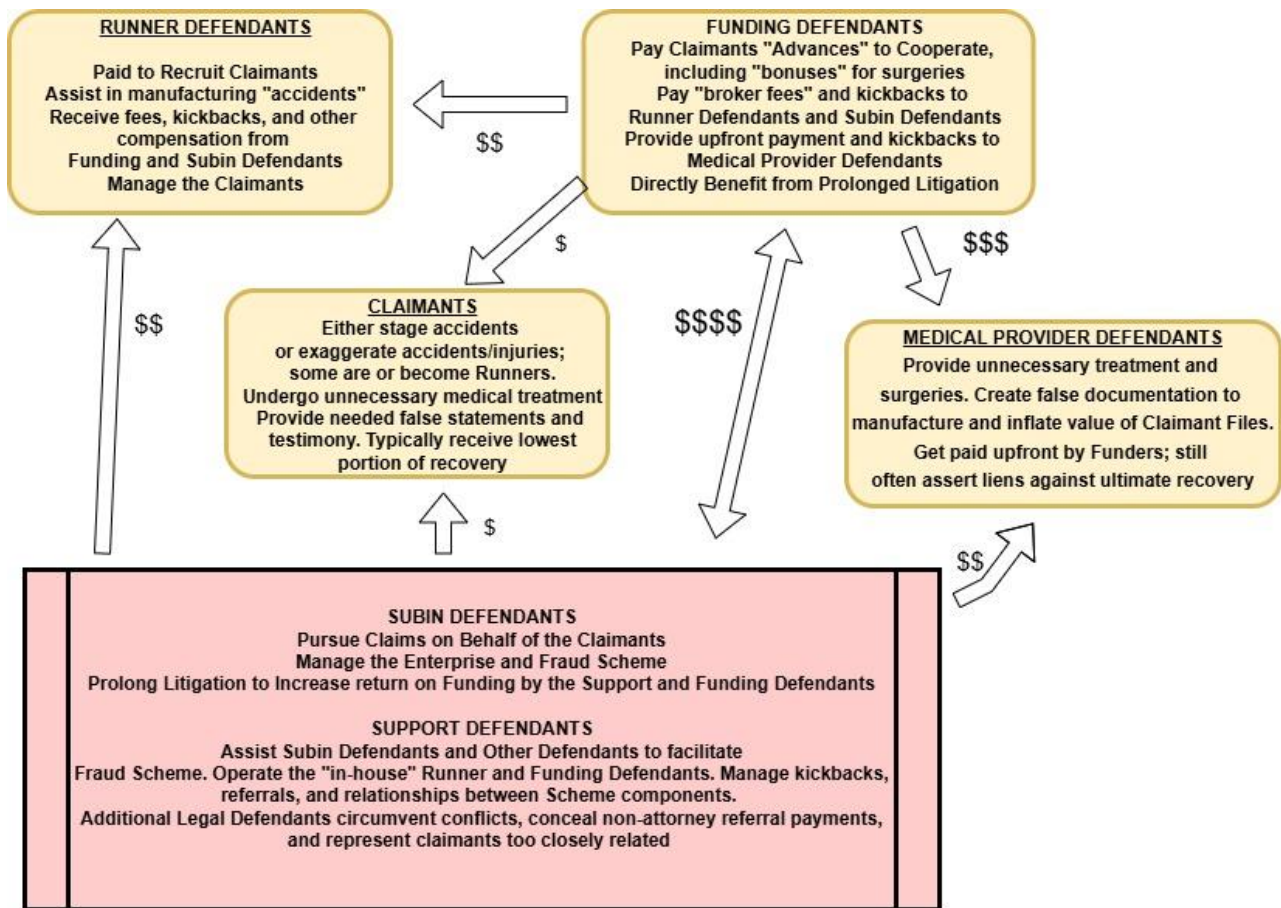 RUNNER DEFENDANTS
Paid to Recruit Claimants
Assist in manufacturing "accidents"
Receive fees, kickbacks, and other
compensation from
Funding and Subin Defendants
Manage the Claimants
$$
FUNDING DEFENDANTS
Pay Claimants "Advances" to Cooperate,
including "bonuses" for surgeries
Pay "broker fees" and kickbacks to
Runner Defendants and Subin Defendants
Provide upfront payment and kickbacks to
Medical Provider Defendants
Directly Benefit from Prolonged Litigation
$
$$$
$$
CLAIMANTS
Either stage accidents
or exaggerate accidents/injuries;
some are or become Runners.
Undergo unnecessary medical treatment
Provide needed false statements and
testimony. Typically receive lowest
portion of recovery
$$$$
MEDICAL PROVIDER DEFENDANTS
Provide unnecessary treatment and
surgeries. Create false documentation to
manufacture and inflate value of Claimant Files.
Get paid upfront by Funders; still
often assert liens against ultimate recovery
$
$$
SUBIN DEFENDANTS
Pursue Claims on Behalf of the Claimants
Manage the Enterprise and Fraud Scheme
Prolong Litigation to Increase return on Funding by the Support and Funding Defendants
SUPPORT DEFENDANTS
Assist Subin Defendants and Other Defendants to facilitate
Fraud Scheme. Operate the "in-house" Runner and Funding Defendants. Manage kickbacks,
referrals, and relationships between Scheme components.
Additional Legal Defendants circumvent conflicts, conceal non-attorney referral payments,
and represent claimants too closely related